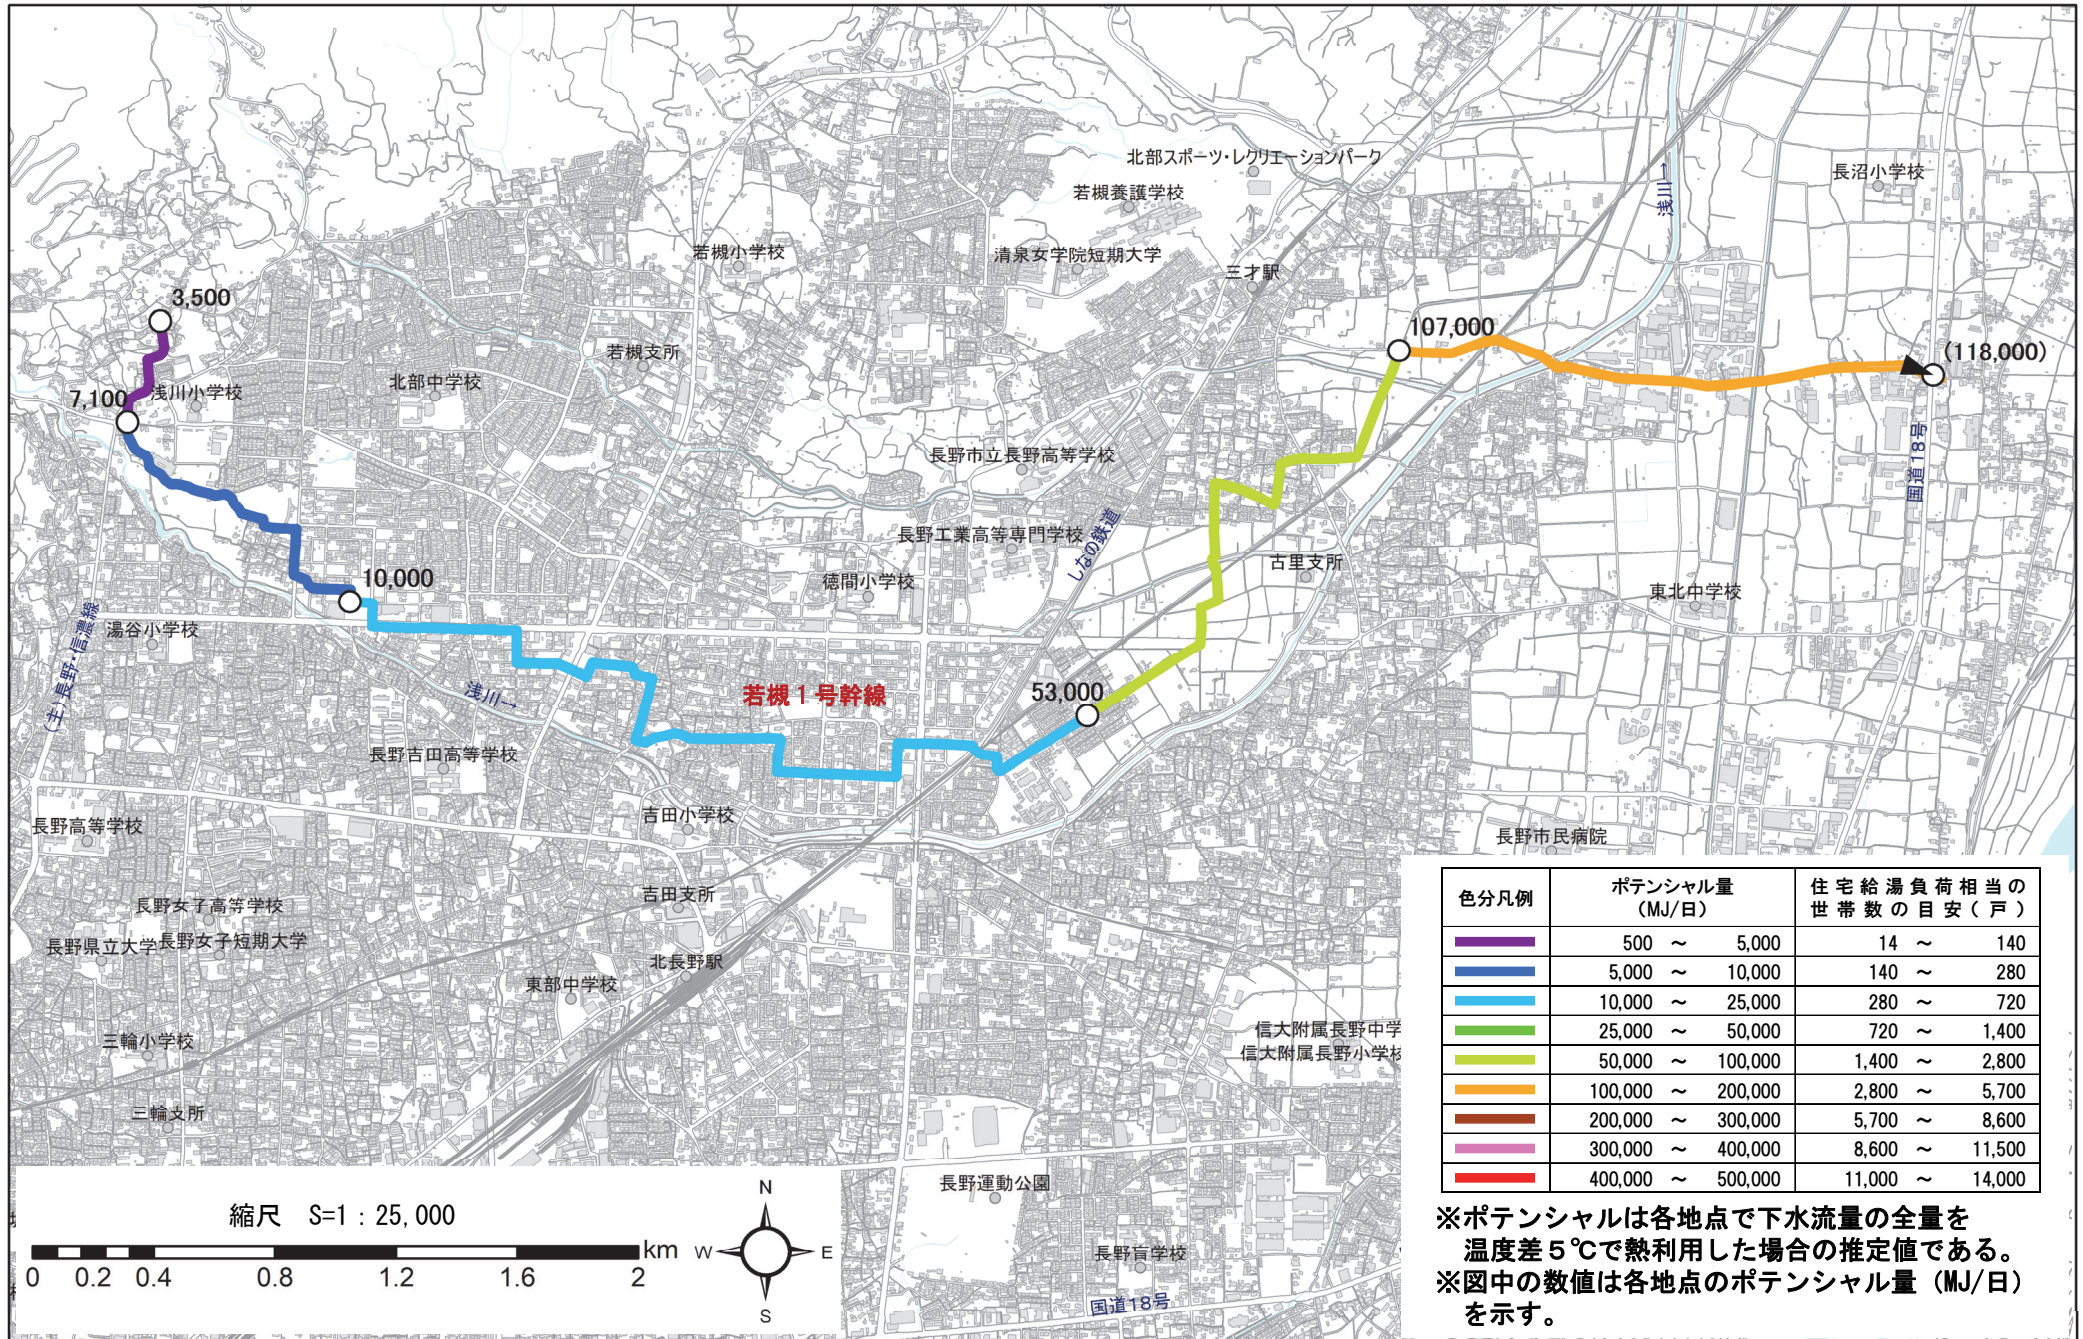 北部スポーツ・レクリエーションパーク
長沼小学校
若槻養護学校
浅川→
若槻小学校
清泉女学院短期大学
三才駅
3,500
107,000
(118,000)
若槻支所
北部中学校
浅川小学校
7,100
長野市立長野高等学校
国道18号
長野工業高等専門学校
しなの鉄道
古里支所
10,000
徳間小学校
東北中学校
湯谷小学校
(主)長野・信濃線
浅川→
若槻1号幹線
53,000
長野吉田高等学校
吉田小学校
長野高等学校
長野市民病院
吉田支所
長野女子高等学校
長野県立大学
長野女子短期大学
北長野駅
東部中学校
信大附属長野中学
信大附属長野小学校
三輪小学校
三輪支所
長野運動公園
長野盲学校
国道18号
色分凡例 ポテンシャル量(MJ/日) 住宅給湯負荷相当の世帯数の目安(戸)
500 ～ 5,000 14 ～ 140
5,000 ～ 10,000 140 ～ 280
10,000 ～ 25,000 280 ～ 720
25,000 ～ 50,000 720 ～ 1,400
50,000 ～ 100,000 1,400 ～ 2,800
100,000 ～ 200,000 2,800 ～ 5,700
200,000 ～ 300,000 5,700 ～ 8,600
300,000 ～ 400,000 8,600 ～ 11,500
400,000 ～ 500,000 11,000 ～ 14,000
※ポテンシャルは各地点で下水流量の全量を
温度差5℃で熱利用した場合の推定値である。
※図中の数値は各地点のポテンシャル量(MJ/日)
を示す。
縮尺 S=1：25,000
0 0.2 0.4 0.8 1.2 1.6 2 km
N
W E
S